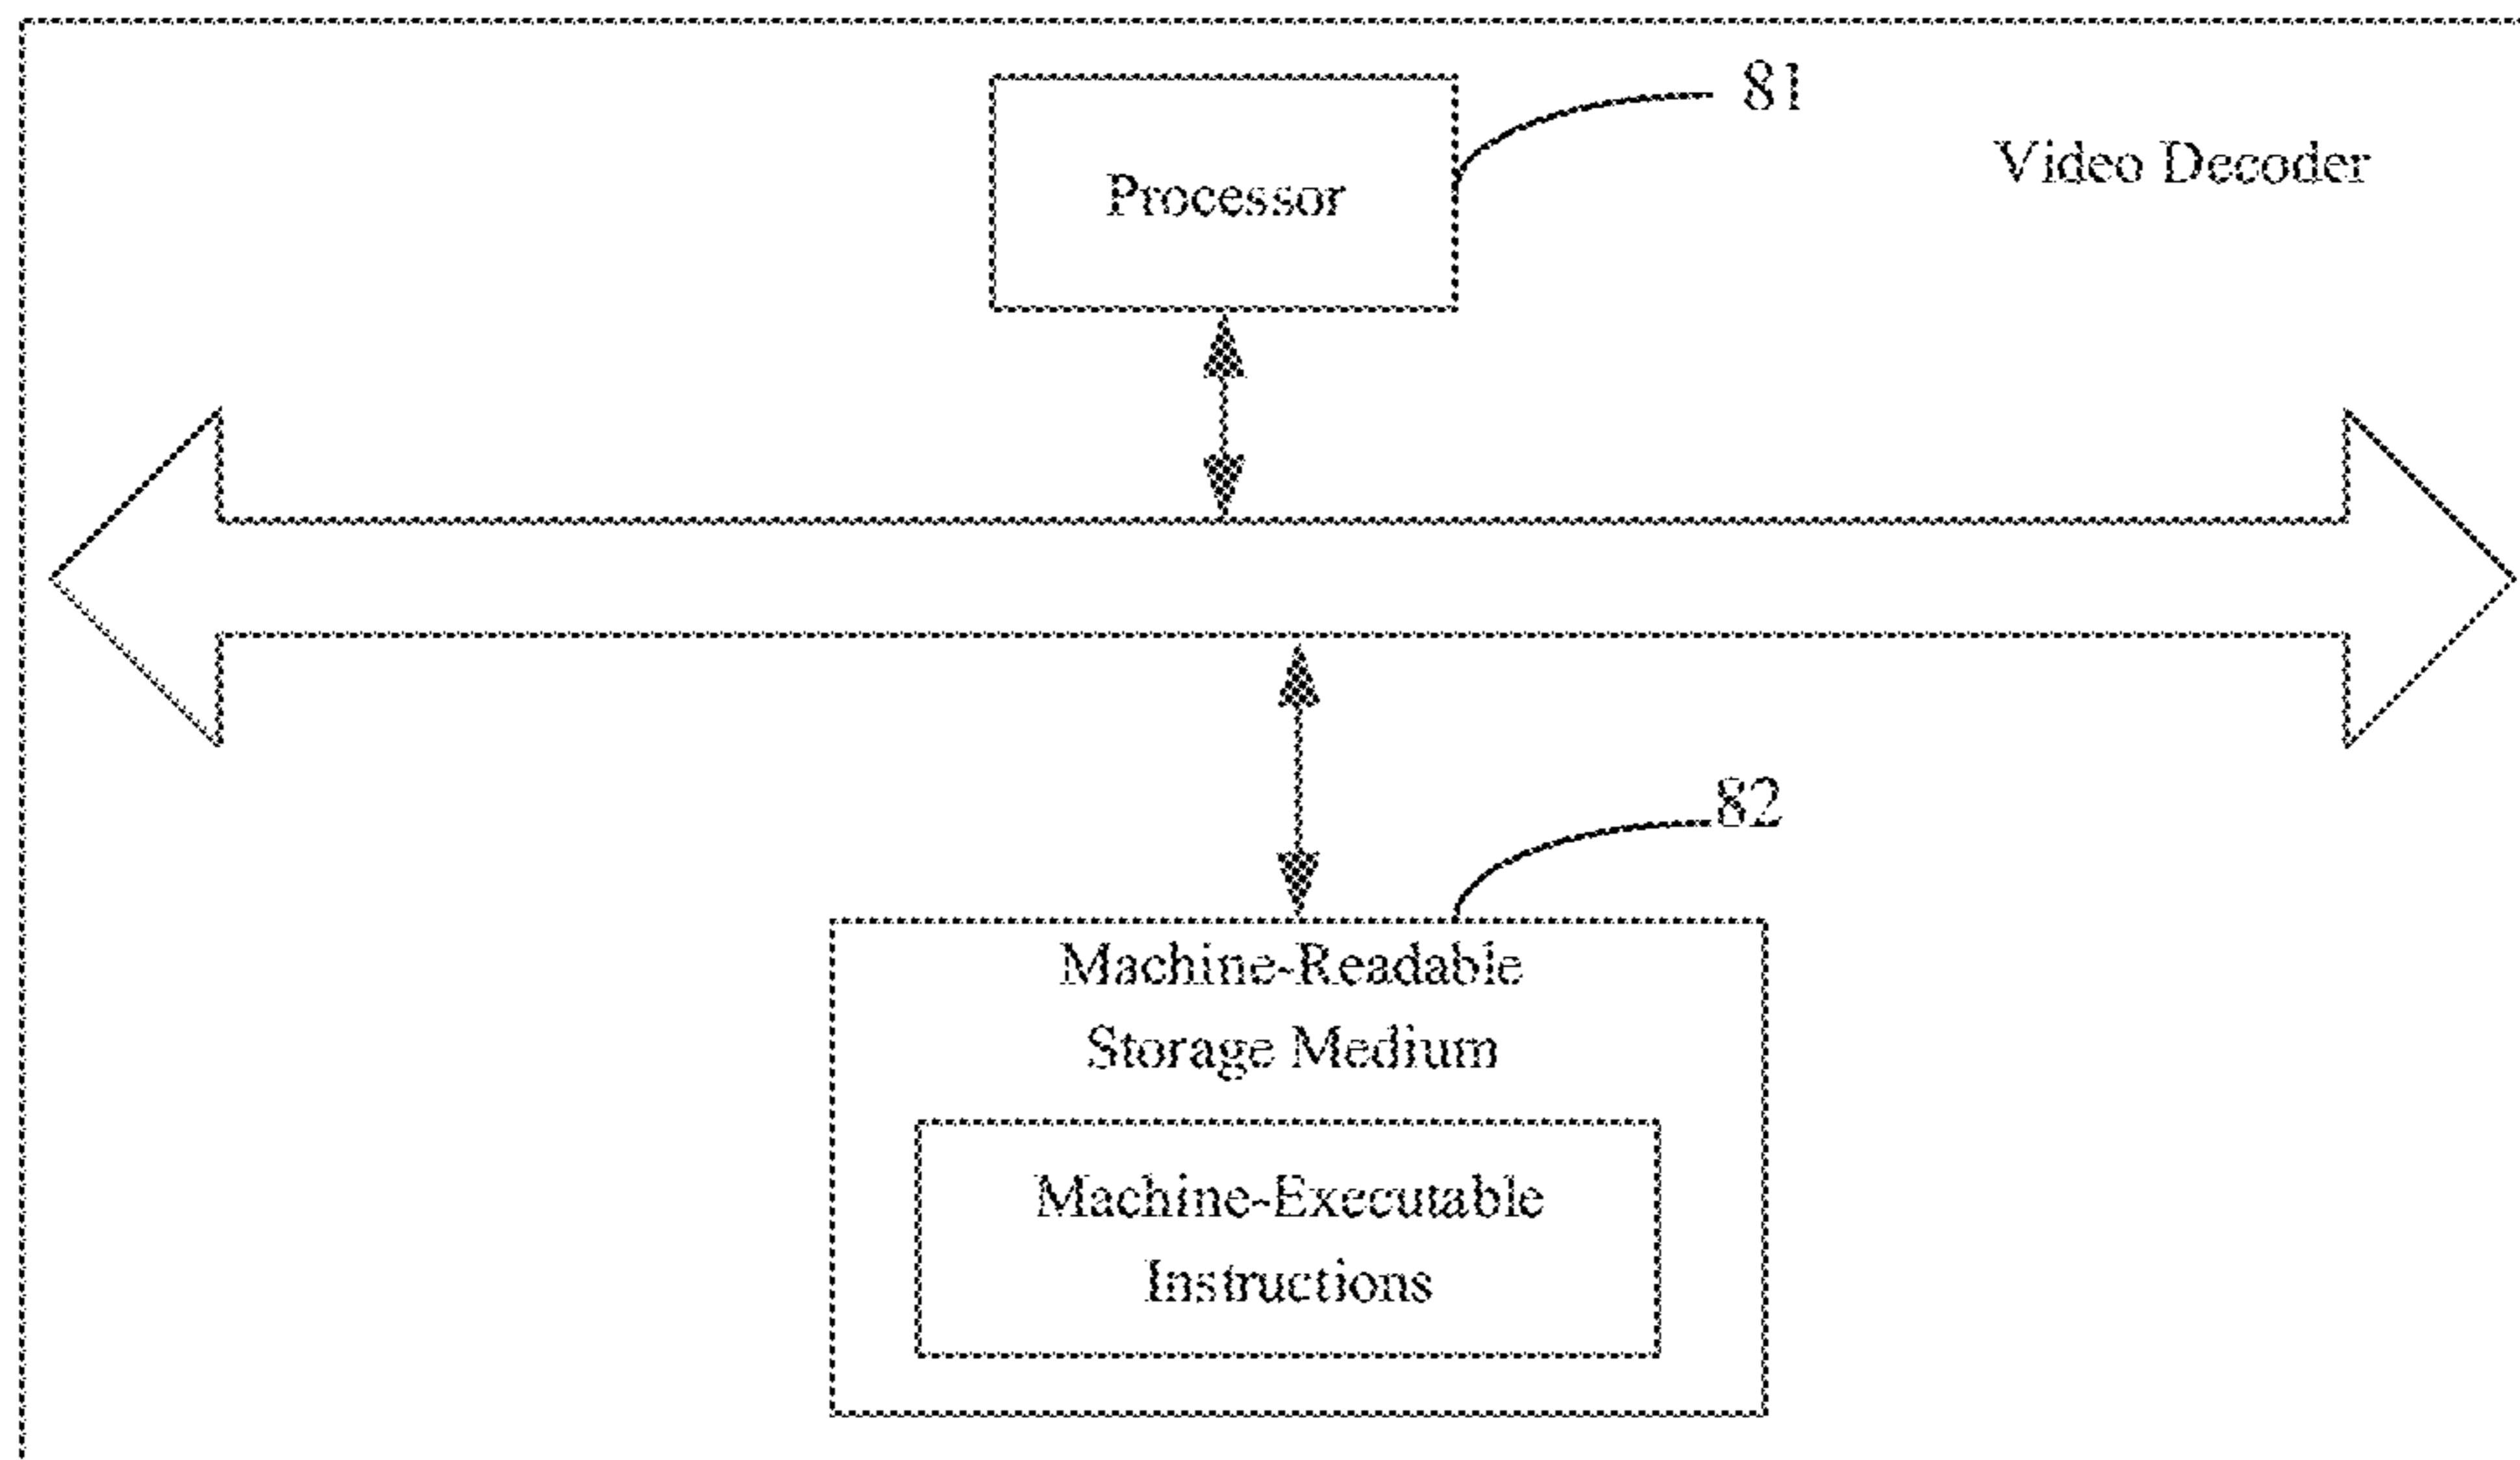 81
Video Decoder
Processor
82
Machine-Readable
Storage Medium
Machine-Executable
Instructions